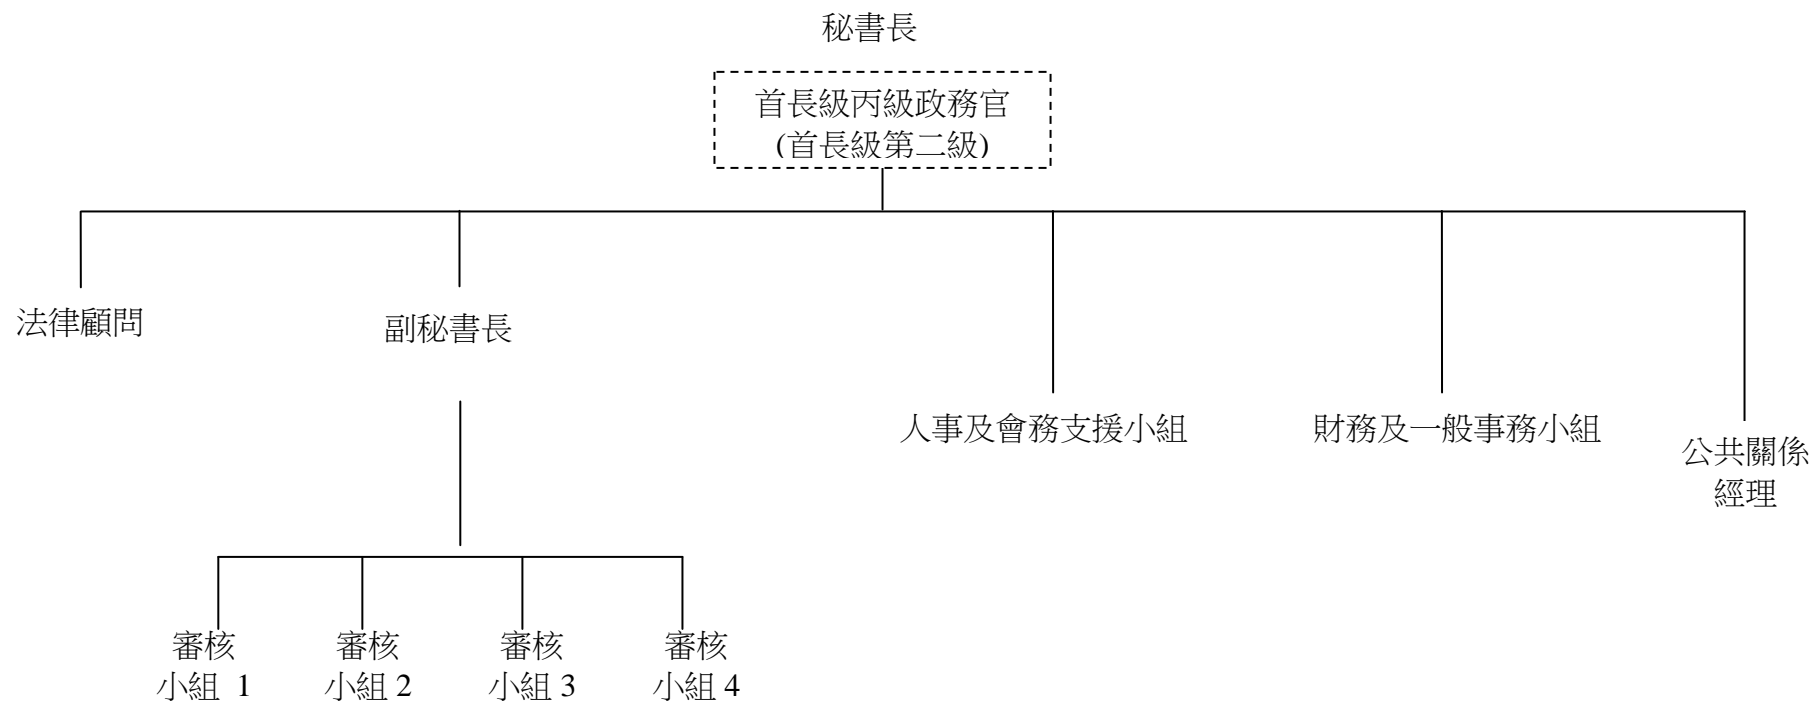 秘書長
首長級丙級政務官
(首長級第二級)
法律顧問
副秘書長
人事及會務支援小組
財務及一般事務小組
公共關係
經理
審核
小組 1
審核
小組 2
審核
小組 3
審核
小組 4